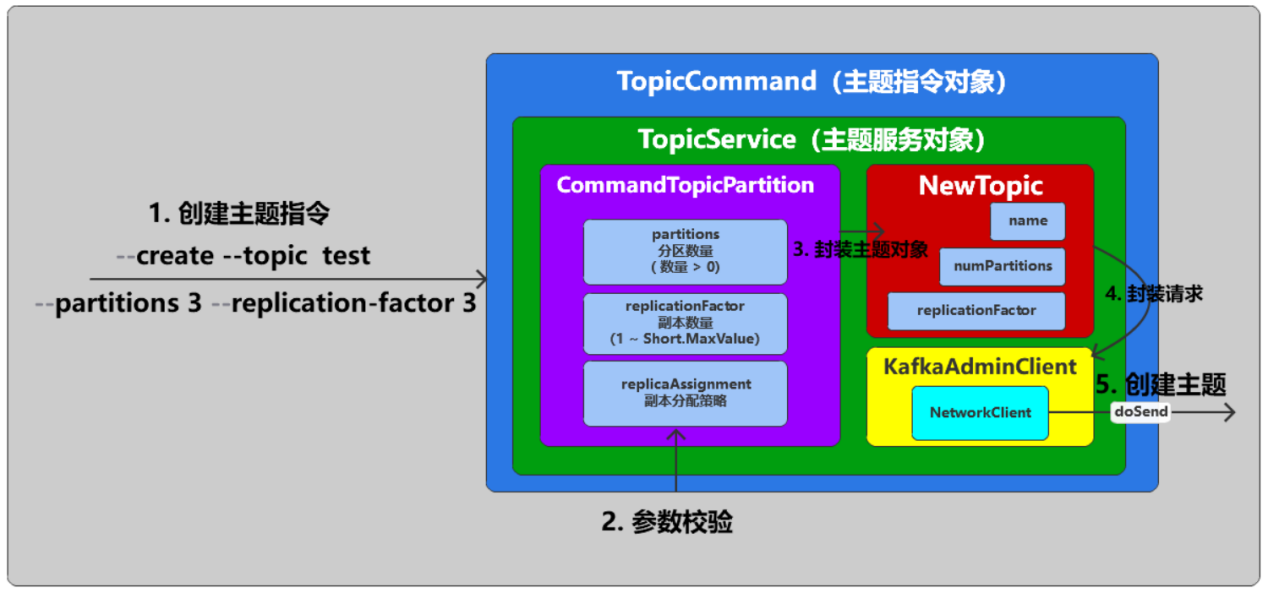 TopicCommand（主题指令对象）
TopicService（主题服务对象）
CommandTopicPartition
partitions
分区数量
( 数量 > 0)
replicationFactor
副本数量
(1 ~ Short.MaxValue)
replicaAssignment
副本分配策略
NewTopic
name
numPartitions
replicationFactor
KafkaAdminClient
NetworkClient
1. 创建主题指令
--create --topic test
--partitions 3 --replication-factor 3
2. 参数校验
3. 封装主题对象
4. 封装请求
5. 创建主题
doSend